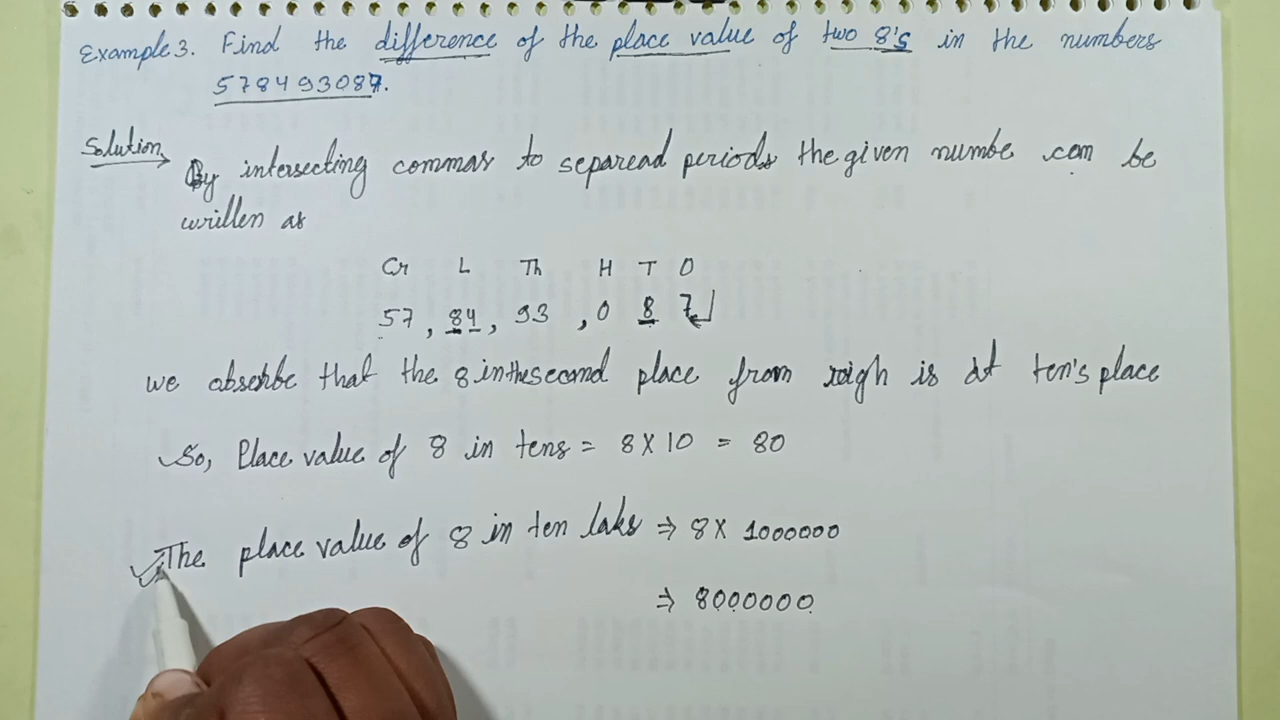 Example 3. Find the difference of the place value of two 8's in the numbers
578493087.
Solution
By intersecting commas to separead periods the given numbe can be
writlen as
Cr L Th H T O
57 , 84 , 93 , 0 8 7
we abserbe that the 8 in the second place from roigh is at ten's place
So, Place value of 8 in tens = 8 X 10 = 80
The place value of 8 in ten laks ⇒ 8 X 1000000
⇒ 8000000